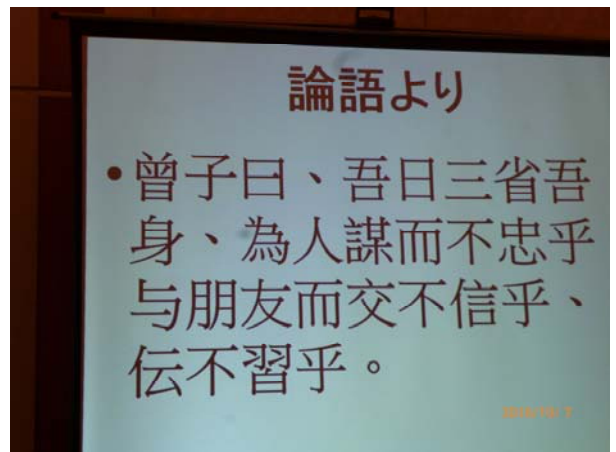 論語より
•曾子曰、吾日三省吾
身、為人謀而不忠乎
与朋友而交不信乎、
伝不習乎。